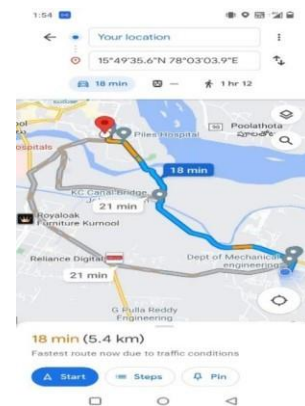 1:54
Your location
15°49'35.6"N 78°03'03.9"E
18 min
1 hr 12
Piles Hospital
Poolathota
ospitals
18 min
KC Canal bridge
21 min
Royaloak
Furniture Kurnool
Reliance Digital
Dept of Mechanical
engineering
21 min
G Pulla Reddy
Engineering
18 min (5.4 km)
Fastest route now due to traffic conditions
Start
Steps
Pin